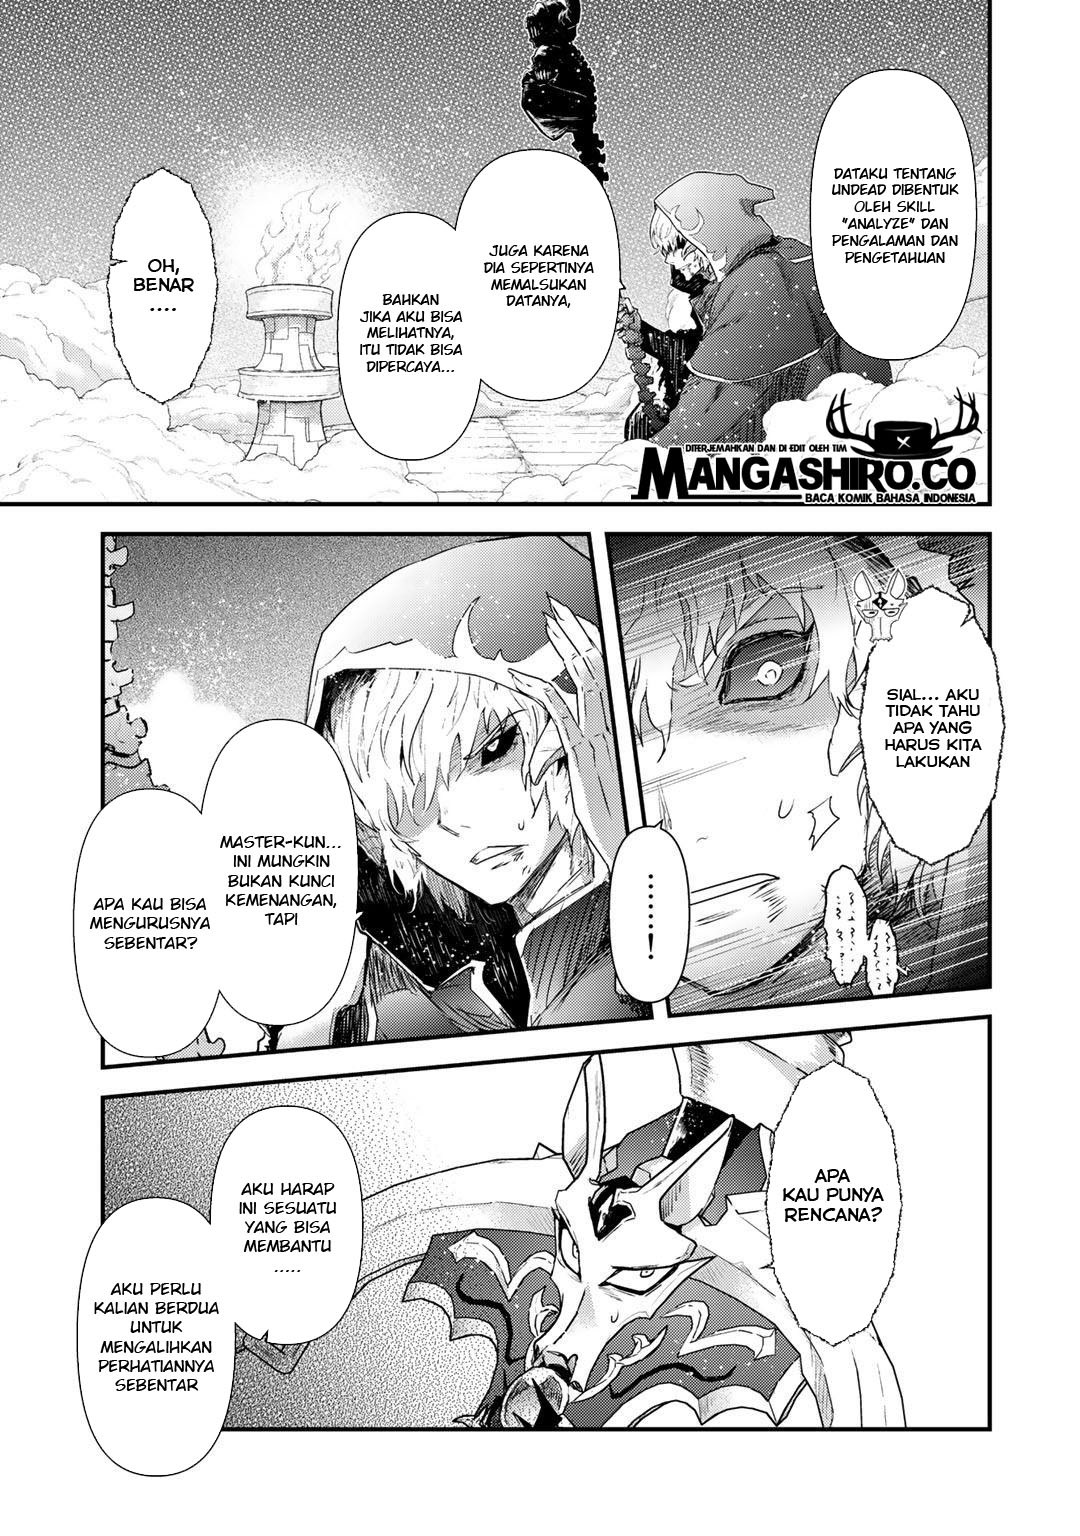 DATAKU TENTANG
UNDEAD DIBENTUK
OLEH SKILL
"ANALYZE" DAN
PENGALAMAN DAN
PENGETAHUAN
JUGA KARENA
DIA SEPERTINYA
MEMALSUKAN
DATANYA,
BAHKAN
JIKA AKU BISA
MELIHATNYA,
ITU TIDAK BISA
DIPERCAYA...
OH,
BENAR
....
DITERJEMAHKAN DAN DI EDIT OLEH TIM
MANGASHIRO.CO
BACA KOMIK BAHASA INDONESIA
SIAL... AKU
TIDAK TAHU
APA YANG
HARUS KITA
LAKUKAN
......!
MASTER-KUN...
INI MUNGKIN
BUKAN KUNCI
KEMENANGAN,
TAPI
APA KAU BISA
MENGURUSNYA
SEBENTAR?
APA
KAU PUNYA
RENCANA?
AKU HARAP
INI SESUATU
YANG BISA
MEMBANTU
.....
AKU PERLU
KALIAN BERDUA
UNTUK
MENGALIHKAN
PERHATIANNYA
SEBENTAR